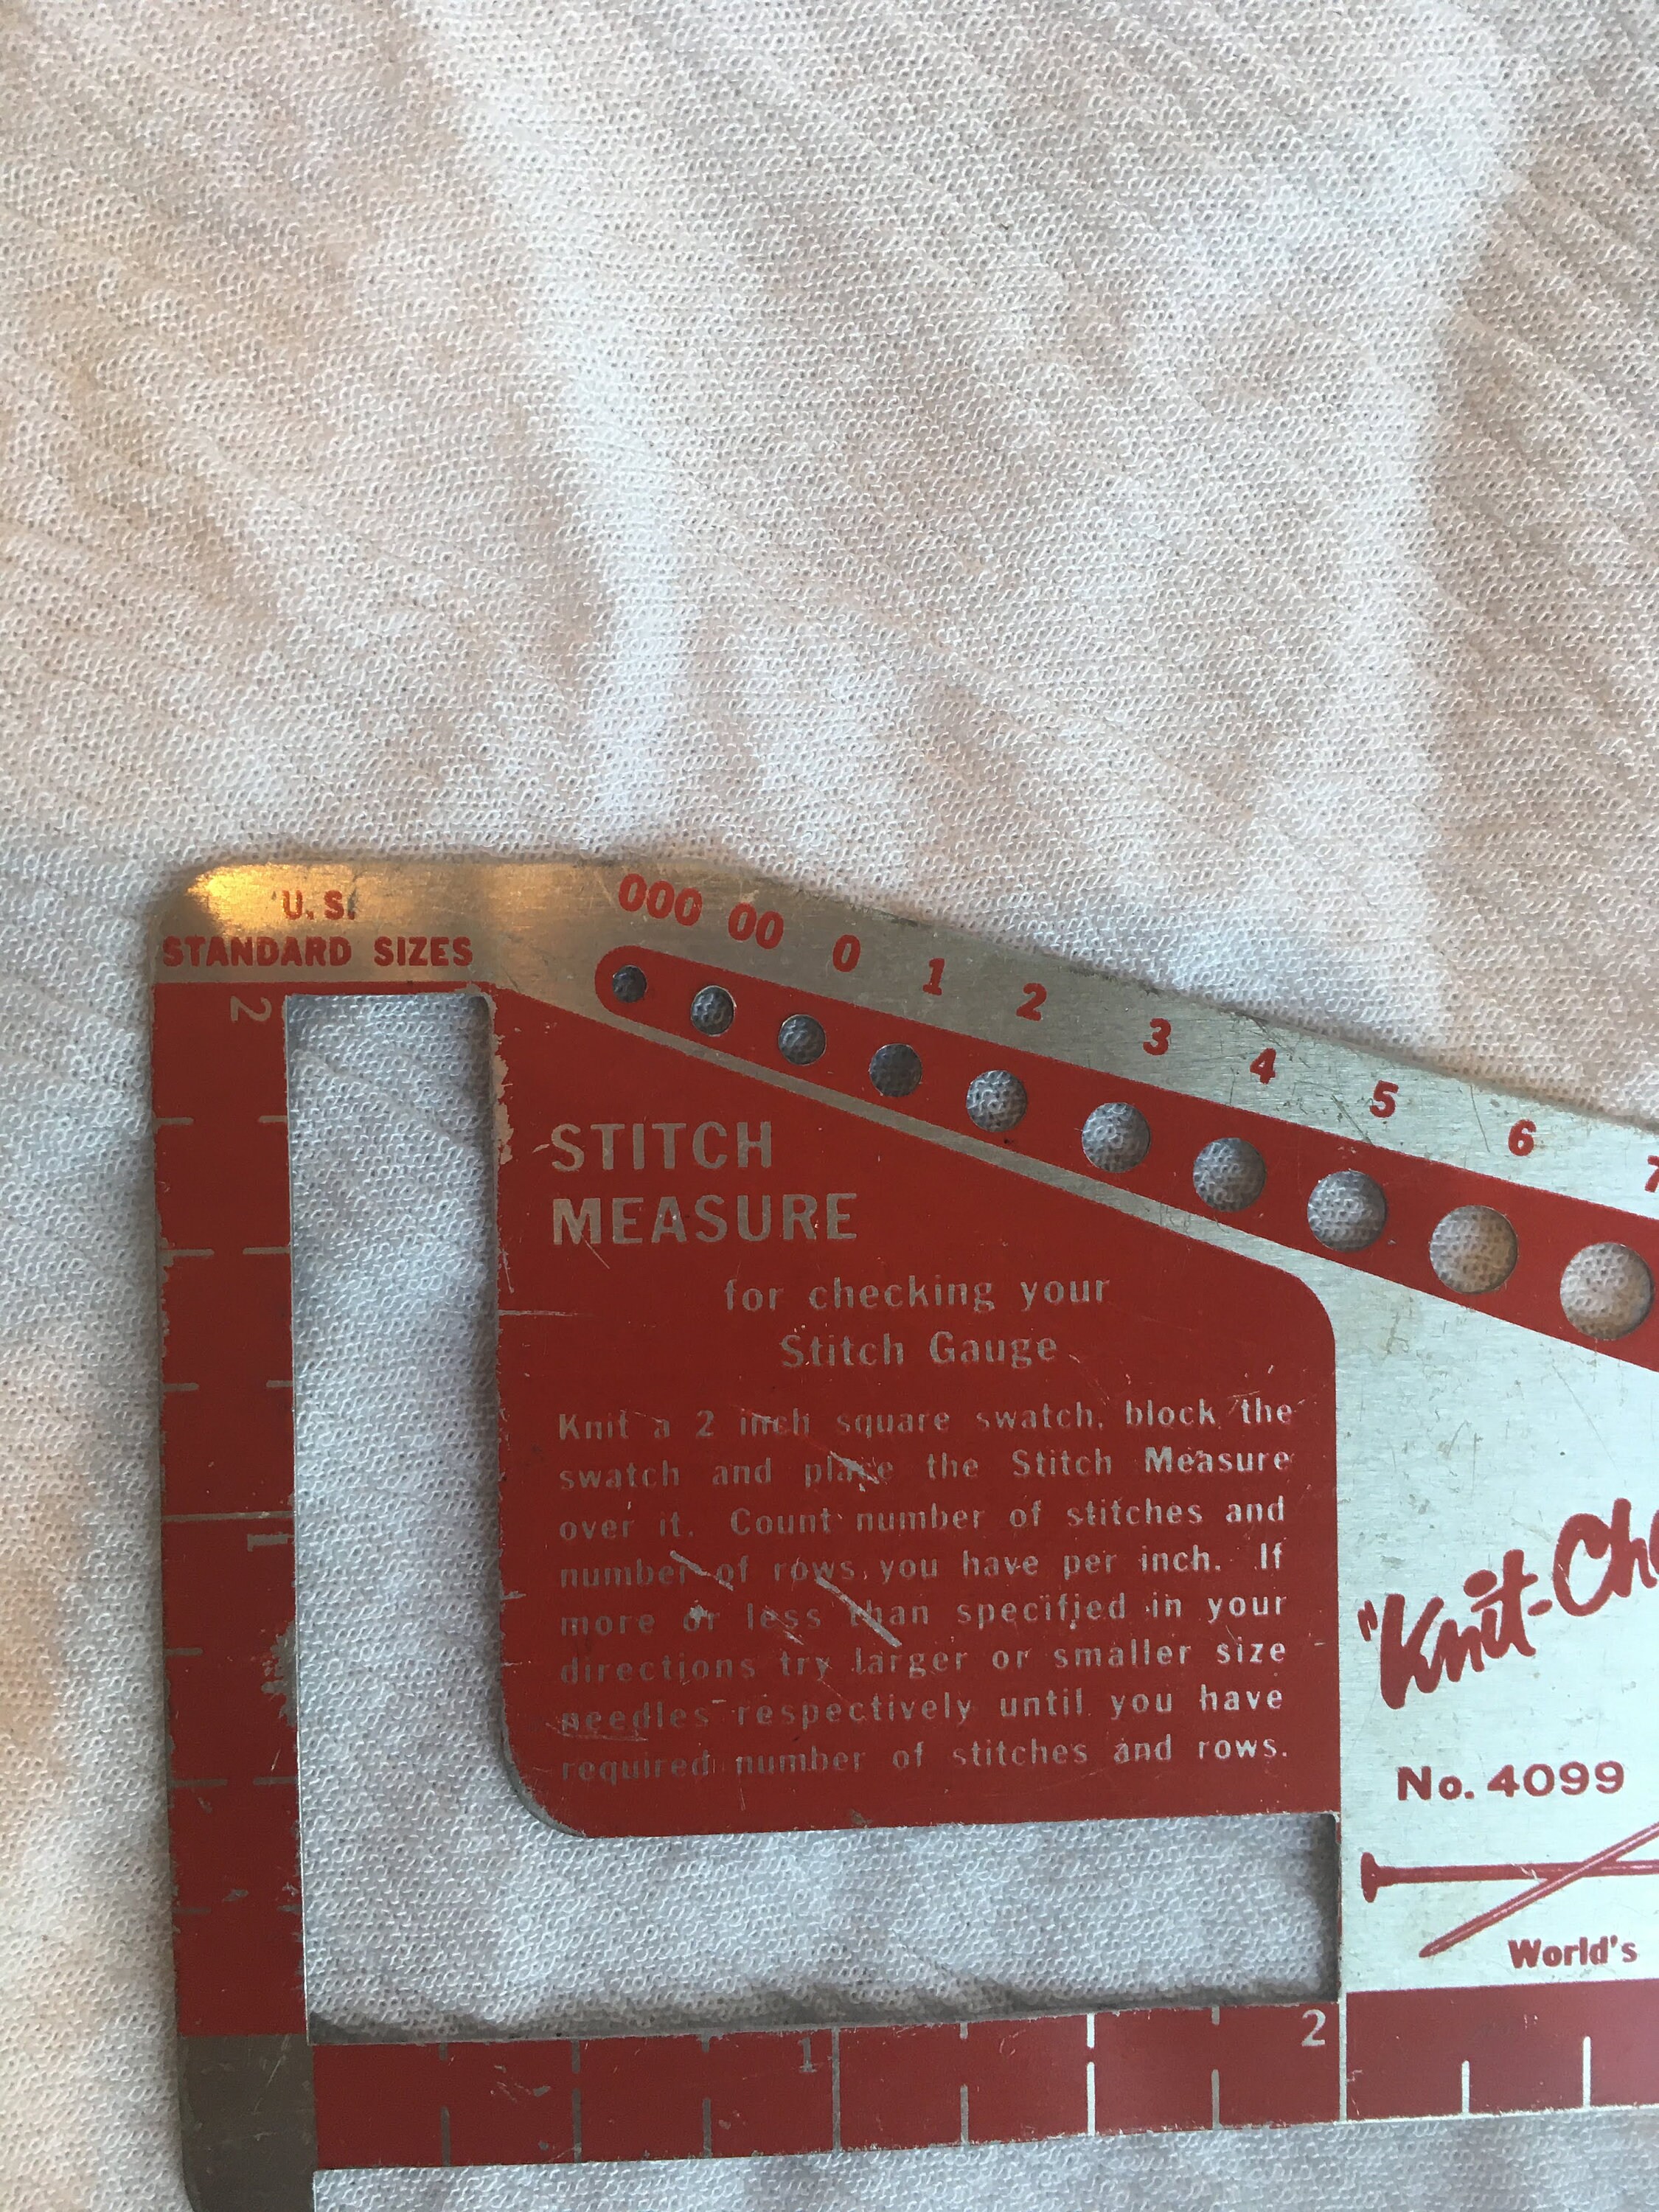 U.S.
STANDARD SIZES
000 00 0 1 2 3 4 5 6 7
2
1
STITCH
MEASURE
for checking your
Stitch Gauge
Knit a 2 inch square swatch, block the
swatch and place the Stitch Measure
over it. Count number of stitches and
number of rows you have per inch. If
more or less than specified in your
directions try larger or smaller size
needles respectively until you have
required number of stitches and rows.
"Knit-Che
No. 4099
World's
1 2